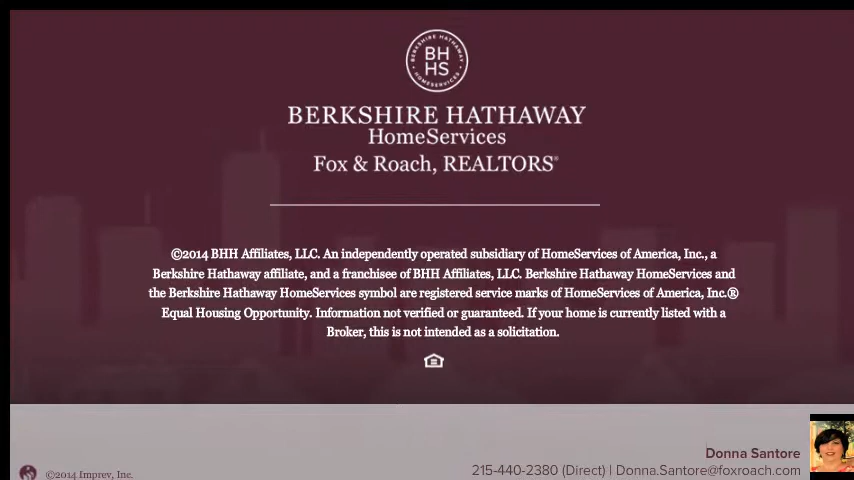 BERKSHIRE HATHAWAY
BH
HS
HOMESERVICES
BERKSHIRE HATHAWAY
HomeServices
Fox & Roach, REALTORS®
©2014 BHH Affiliates, LLC. An independently operated subsidiary of HomeServices of America, Inc., a
Berkshire Hathaway affiliate, and a franchisee of BHH Affiliates, LLC. Berkshire Hathaway HomeServices and
the Berkshire Hathaway HomeServices symbol are registered service marks of HomeServices of America, Inc.®
Equal Housing Opportunity. Information not verified or guaranteed. If your home is currently listed with a
Broker, this is not intended as a solicitation.
Donna Santore
215-440-2380 (Direct) | Donna.Santore@foxroach.com
©2014 Imprev, Inc.